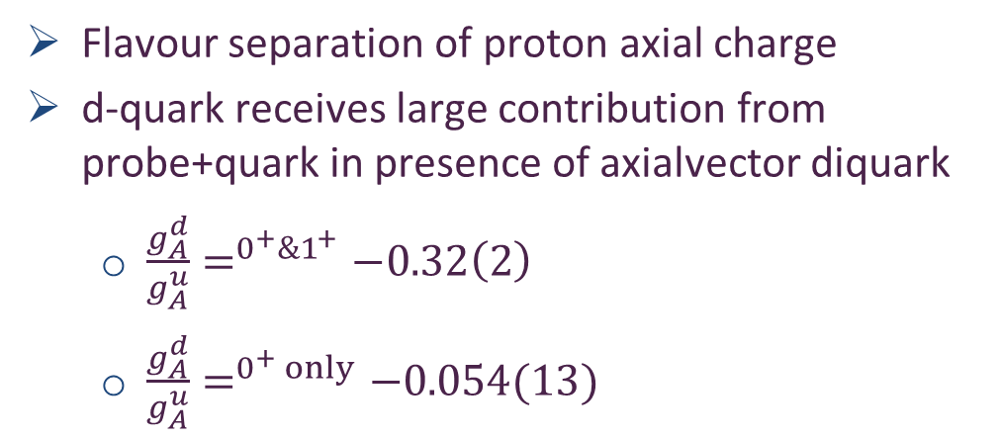 ➢ Flavour separation of proton axial charge
➢ d-quark receives large contribution from
probe+quark in presence of axialvector diquark
○ $\frac{g_A^d}{g_A^u} =^{0^+ \& 1^+} -0.32(2)$
○ $\frac{g_A^d}{g_A^u} =^{0^+ \text{ only}} -0.054(13)$